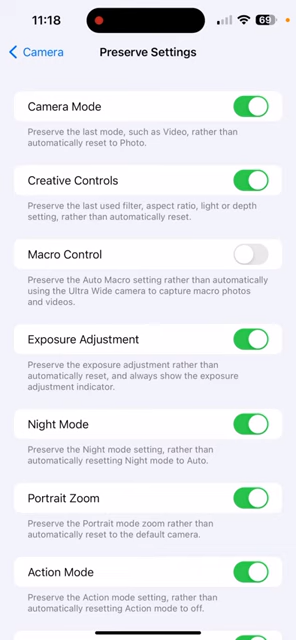 11:18
69
Camera
Preserve Settings
Camera Mode
Preserve the last mode, such as Video, rather than
automatically reset to Photo.
Creative Controls
Preserve the last used filter, aspect ratio, light or depth
setting, rather than automatically reset.
Macro Control
Preserve the Auto Macro setting rather than automatically
using the Ultra Wide camera to capture macro photos
and videos.
Exposure Adjustment
Preserve the exposure adjustment rather than
automatically reset, and always show the exposure
adjustment indicator.
Night Mode
Preserve the Night mode setting, rather than
automatically resetting Night mode to Auto.
Portrait Zoom
Preserve the Portrait mode zoom rather than
automatically reset to the default camera.
Action Mode
Preserve the Action mode setting, rather than
automatically resetting Action mode to off.